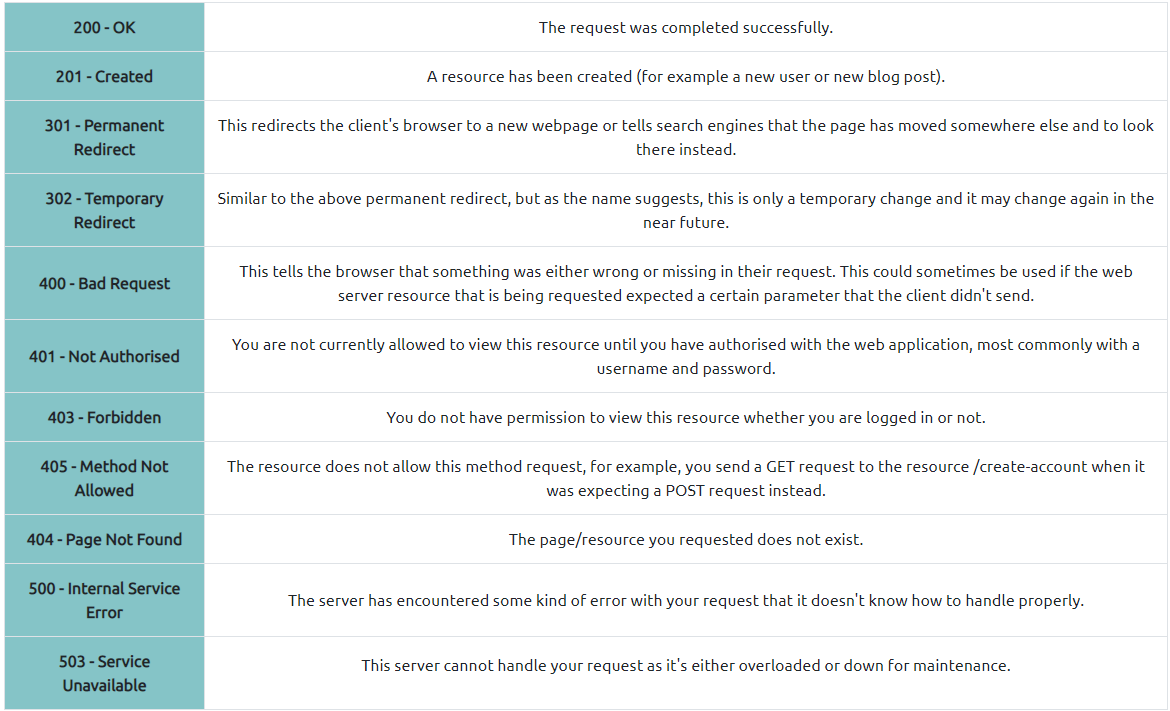 200 - OK
The request was completed successfully.
201 - Created
A resource has been created (for example a new user or new blog post).
301 - Permanent
Redirect
This redirects the client's browser to a new webpage or tells search engines that the page has moved somewhere else and to look
there instead.
302 - Temporary
Redirect
Similar to the above permanent redirect, but as the name suggests, this is only a temporary change and it may change again in the
near future.
400 - Bad Request
This tells the browser that something was either wrong or missing in their request. This could sometimes be used if the web
server resource that is being requested expected a certain parameter that the client didn't send.
401 - Not Authorised
You are not currently allowed to view this resource until you have authorised with the web application, most commonly with a
username and password.
403 - Forbidden
You do not have permission to view this resource whether you are logged in or not.
405 - Method Not
Allowed
The resource does not allow this method request, for example, you send a GET request to the resource /create-account when it
was expecting a POST request instead.
404 - Page Not Found
The page/resource you requested does not exist.
500 - Internal Service
Error
The server has encountered some kind of error with your request that it doesn't know how to handle properly.
503 - Service
Unavailable
This server cannot handle your request as it's either overloaded or down for maintenance.